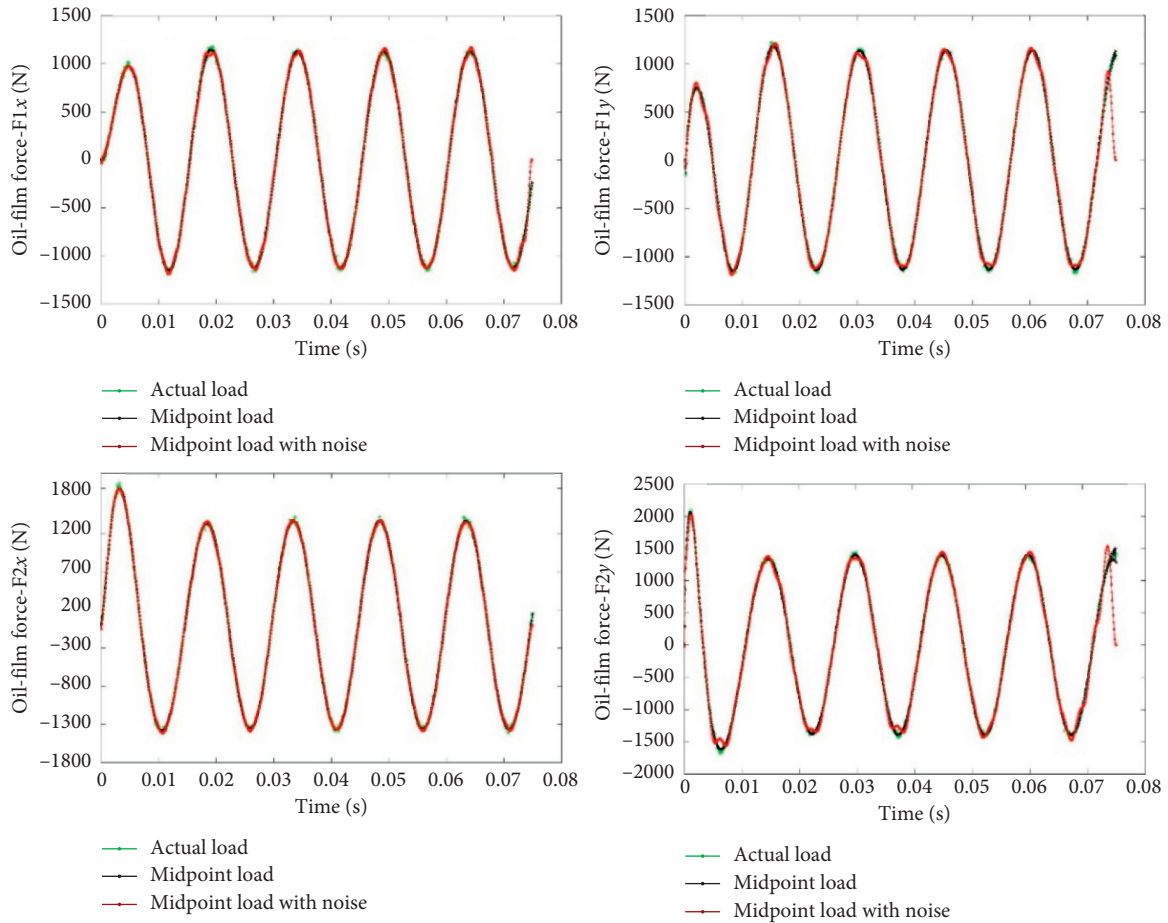 1500
1000
500
0
−500
−1000
−1500
Oil-film force-F1x (N)
0 0.01 0.02 0.03 0.04 0.05 0.06 0.07 0.08
Time (s)
Actual load
Midpoint load
Midpoint load with noise
1500
1000
500
0
−500
−1000
−1500
Oil-film force-F1y (N)
0 0.01 0.02 0.03 0.04 0.05 0.06 0.07 0.08
Time (s)
Actual load
Midpoint load
Midpoint load with noise
1800
1200
700
200
−300
−800
−1300
−1800
Oil-film force-F2x (N)
0 0.01 0.02 0.03 0.04 0.05 0.06 0.07 0.08
Time (s)
Actual load
Midpoint load
Midpoint load with noise
2500
2000
1500
1000
500
0
−500
−1000
−1500
−2000
Oil-film force-F2y (N)
0 0.01 0.02 0.03 0.04 0.05 0.06 0.07 0.08
Time (s)
Actual load
Midpoint load
Midpoint load with noise